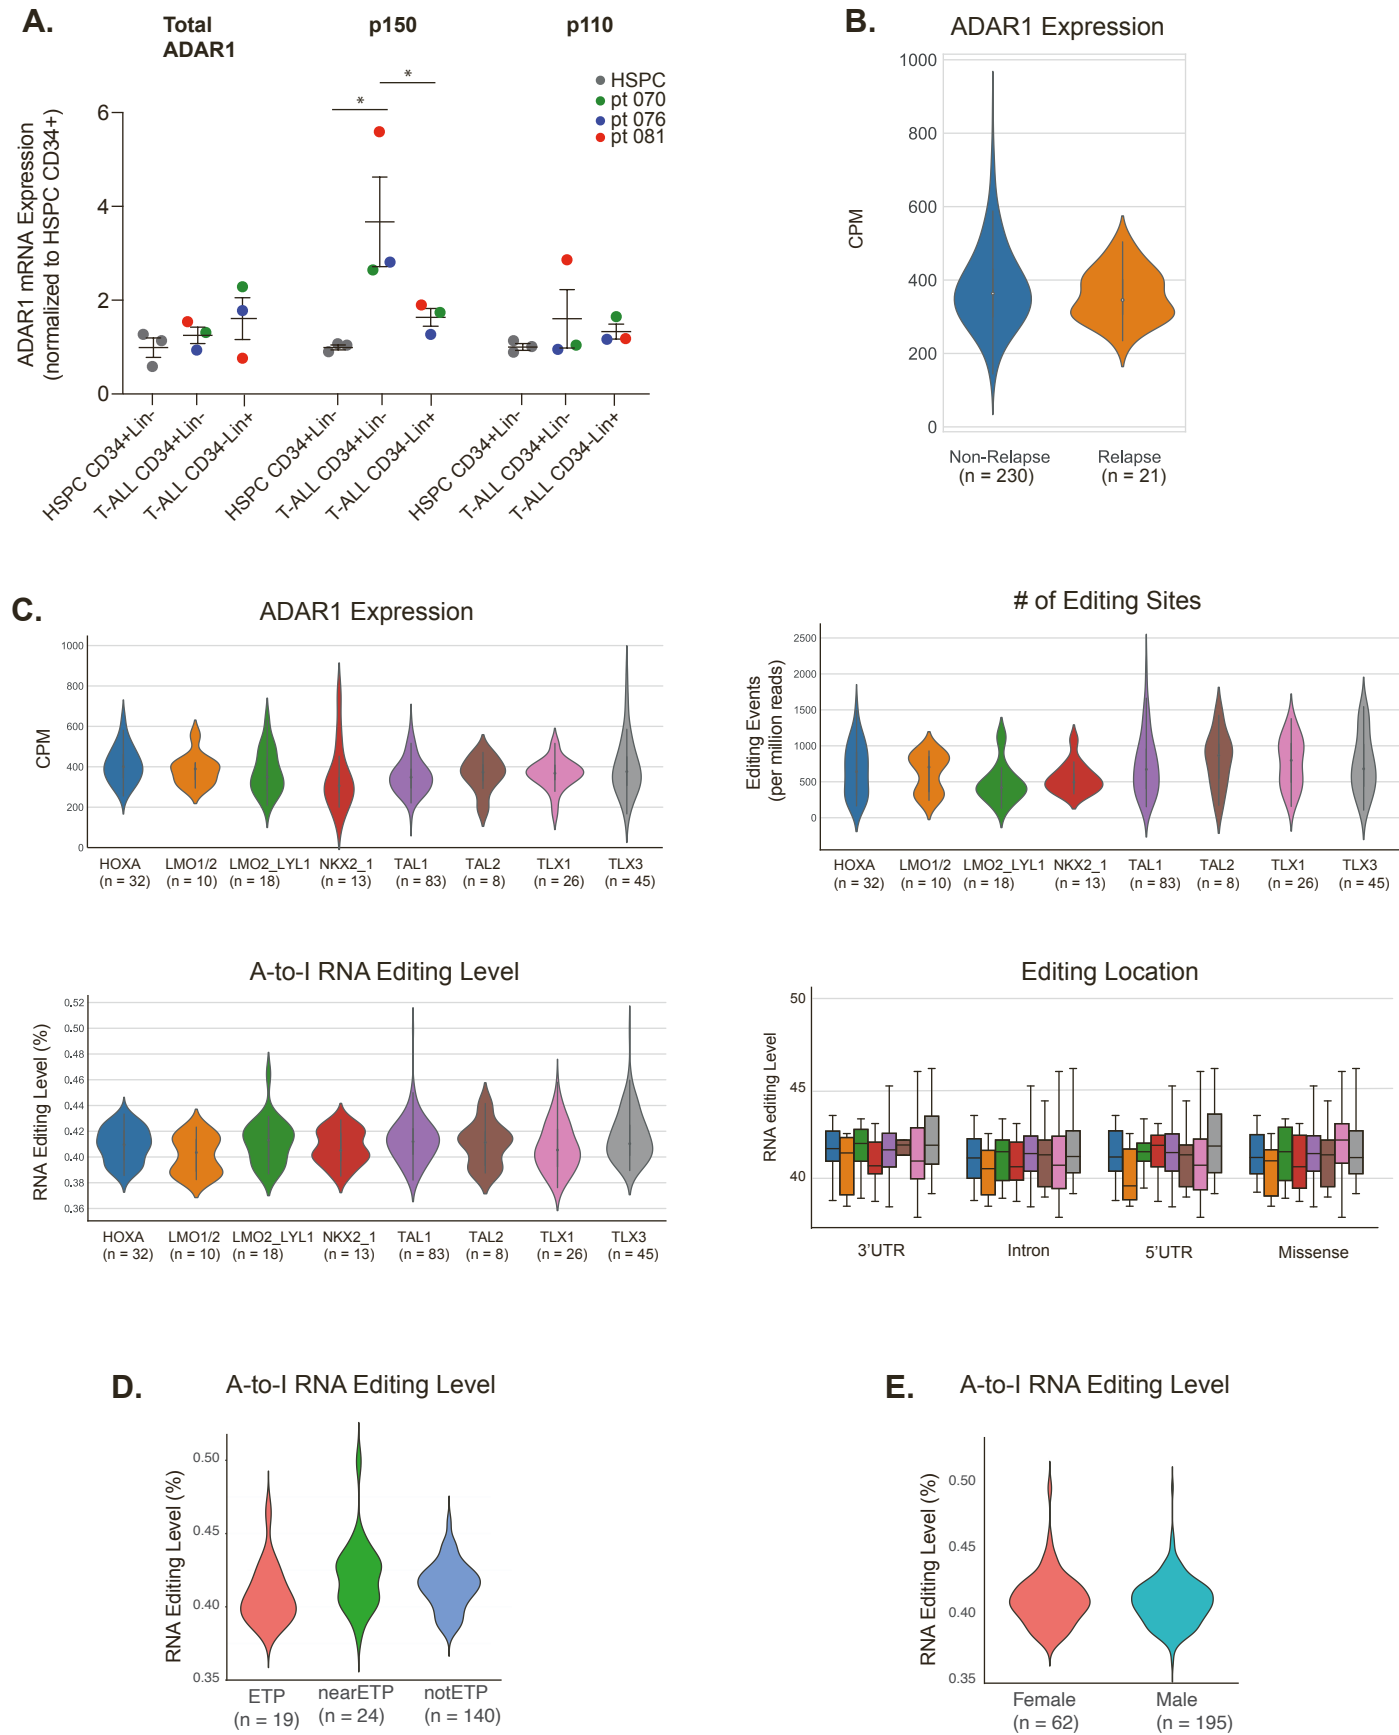 A.
Total
ADAR1
p150
p110
* *
HSPC
pt 070
pt 076
pt 081
ADAR1 mRNA Expression
(normalized to HSPC CD34+)
6
4
2
0
HSPC CD34+Lin-
T-ALL CD34+Lin-
T-ALL CD34-Lin+
HSPC CD34+Lin-
T-ALL CD34+Lin-
T-ALL CD34-Lin+
HSPC CD34+Lin-
T-ALL CD34+Lin-
T-ALL CD34-Lin+
B.
ADAR1 Expression
CPM
1000
800
600
400
200
0
Non-Relapse
(n = 230)
Relapse
(n = 21)
C.
ADAR1 Expression
CPM
1000
800
600
400
200
0
HOXA LMO1/2 LMO2_LYL1 NKX2_1 TAL1 TAL2 TLX1 TLX3
(n = 32) (n = 10) (n = 18) (n = 13) (n = 83) (n = 8) (n = 26) (n = 45)
# of Editing Sites
Editing Events
(per million reads)
2500
2000
1500
1000
500
0
HOXA LMO1/2 LMO2_LYL1 NKX2_1 TAL1 TAL2 TLX1 TLX3
(n = 32) (n = 10) (n = 18) (n = 13) (n = 83) (n = 8) (n = 26) (n = 45)
A-to-I RNA Editing Level
RNA Editing Level (%)
0.52
0.50
0.48
0.46
0.44
0.42
0.40
0.38
0.36
HOXA LMO1/2 LMO2_LYL1 NKX2_1 TAL1 TAL2 TLX1 TLX3
(n = 32) (n = 10) (n = 18) (n = 13) (n = 83) (n = 8) (n = 26) (n = 45)
Editing Location
RNA editing Level
50
45
40
3'UTR Intron 5'UTR Missense
D.
A-to-I RNA Editing Level
RNA Editing Level (%)
0.50
0.45
0.40
0.35
ETP nearETP notETP
(n = 19) (n = 24) (n = 140)
E.
A-to-I RNA Editing Level
RNA Editing Level (%)
0.50
0.45
0.40
0.35
Female Male
(n = 62) (n = 195)